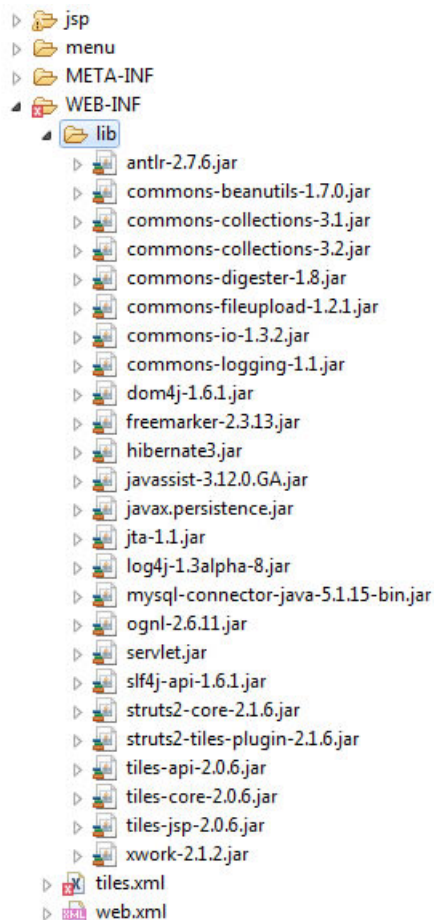 jsp
menu
META-INF
WEB-INF
lib
antlr-2.7.6.jar
commons-beanutils-1.7.0.jar
commons-collections-3.1.jar
commons-collections-3.2.jar
commons-digester-1.8.jar
commons-fileupload-1.2.1.jar
commons-io-1.3.2.jar
commons-logging-1.1.jar
dom4j-1.6.1.jar
freemarker-2.3.13.jar
hibernate3.jar
javassist-3.12.0.GA.jar
javax.persistence.jar
jta-1.1.jar
log4j-1.3alpha-8.jar
mysql-connector-java-5.1.15-bin.jar
ognl-2.6.11.jar
servlet.jar
slf4j-api-1.6.1.jar
struts2-core-2.1.6.jar
struts2-tiles-plugin-2.1.6.jar
tiles-api-2.0.6.jar
tiles-core-2.0.6.jar
tiles-jsp-2.0.6.jar
xwork-2.1.2.jar
X tiles.xml
XML web.xml